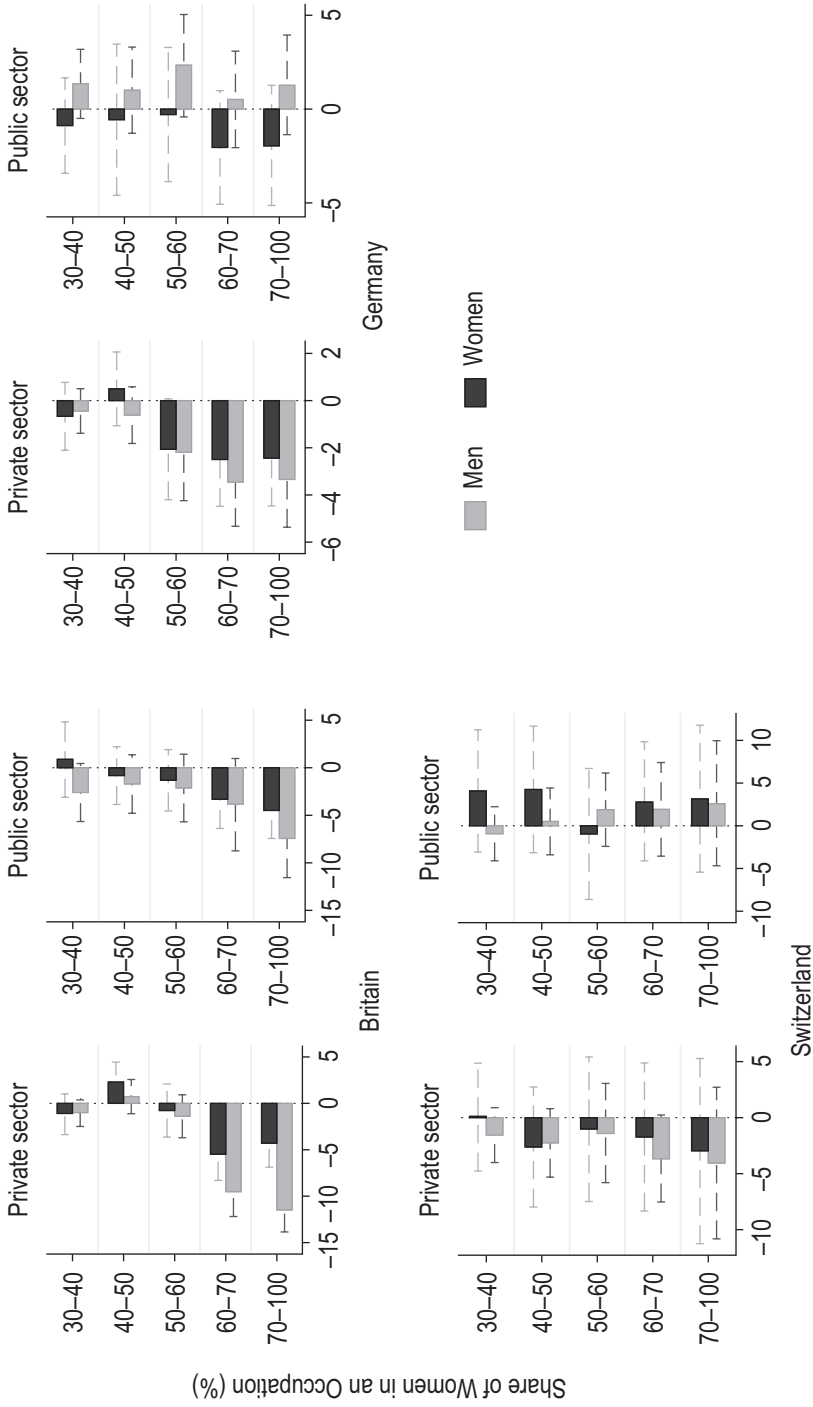 Share of Women in an Occupation (%)
Private sector
30–40
40–50
50–60
60–70
70–100
−15 −10 −5 0 5
Public sector
30–40
40–50
50–60
60–70
70–100
−15 −10 −5 0 5
Britain
Private sector
30–40
40–50
50–60
60–70
70–100
−6 −4 −2 0 2
Public sector
30–40
40–50
50–60
60–70
70–100
−5 0 5
Germany
Private sector
30–40
40–50
50–60
60–70
70–100
−10 −5 0 5
Public sector
30–40
40–50
50–60
60–70
70–100
−10 −5 0 5 10
Switzerland
Men Women